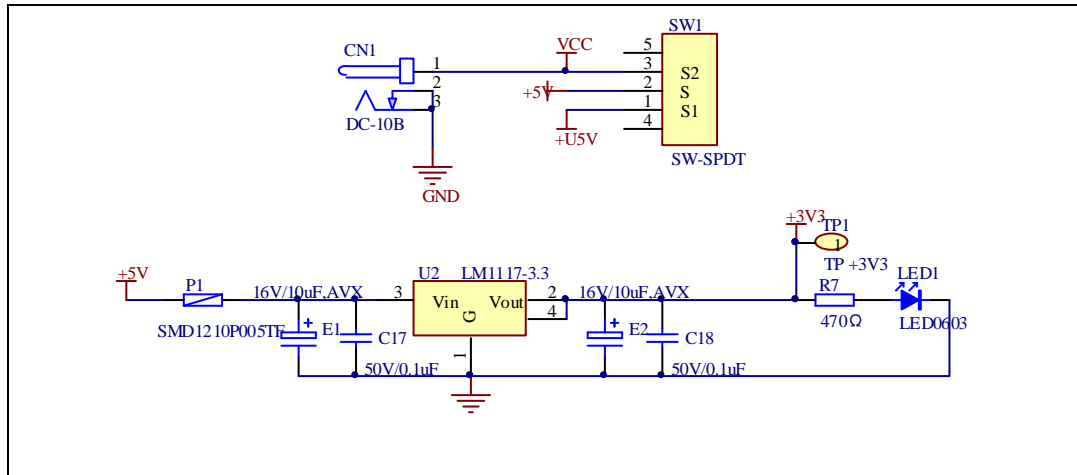 SW1
VCC
CN1
5
1
3
S2
2
+5V
2
S
3
1
S1
DC-10B
4
+U5V
SW-SPDT
GND
+3V3
TP1
1
+5V
P1
U2
LM1117-3.3
TP +3V3
LED1
16V/10uF,AVX
3
Vin
Vout
2
16V/10uF,AVX
R7
4
SMD1210P005TF
E1
C17
G
E2
C18
470Ω
LED0603
1
50V/0.1uF
50V/0.1uF